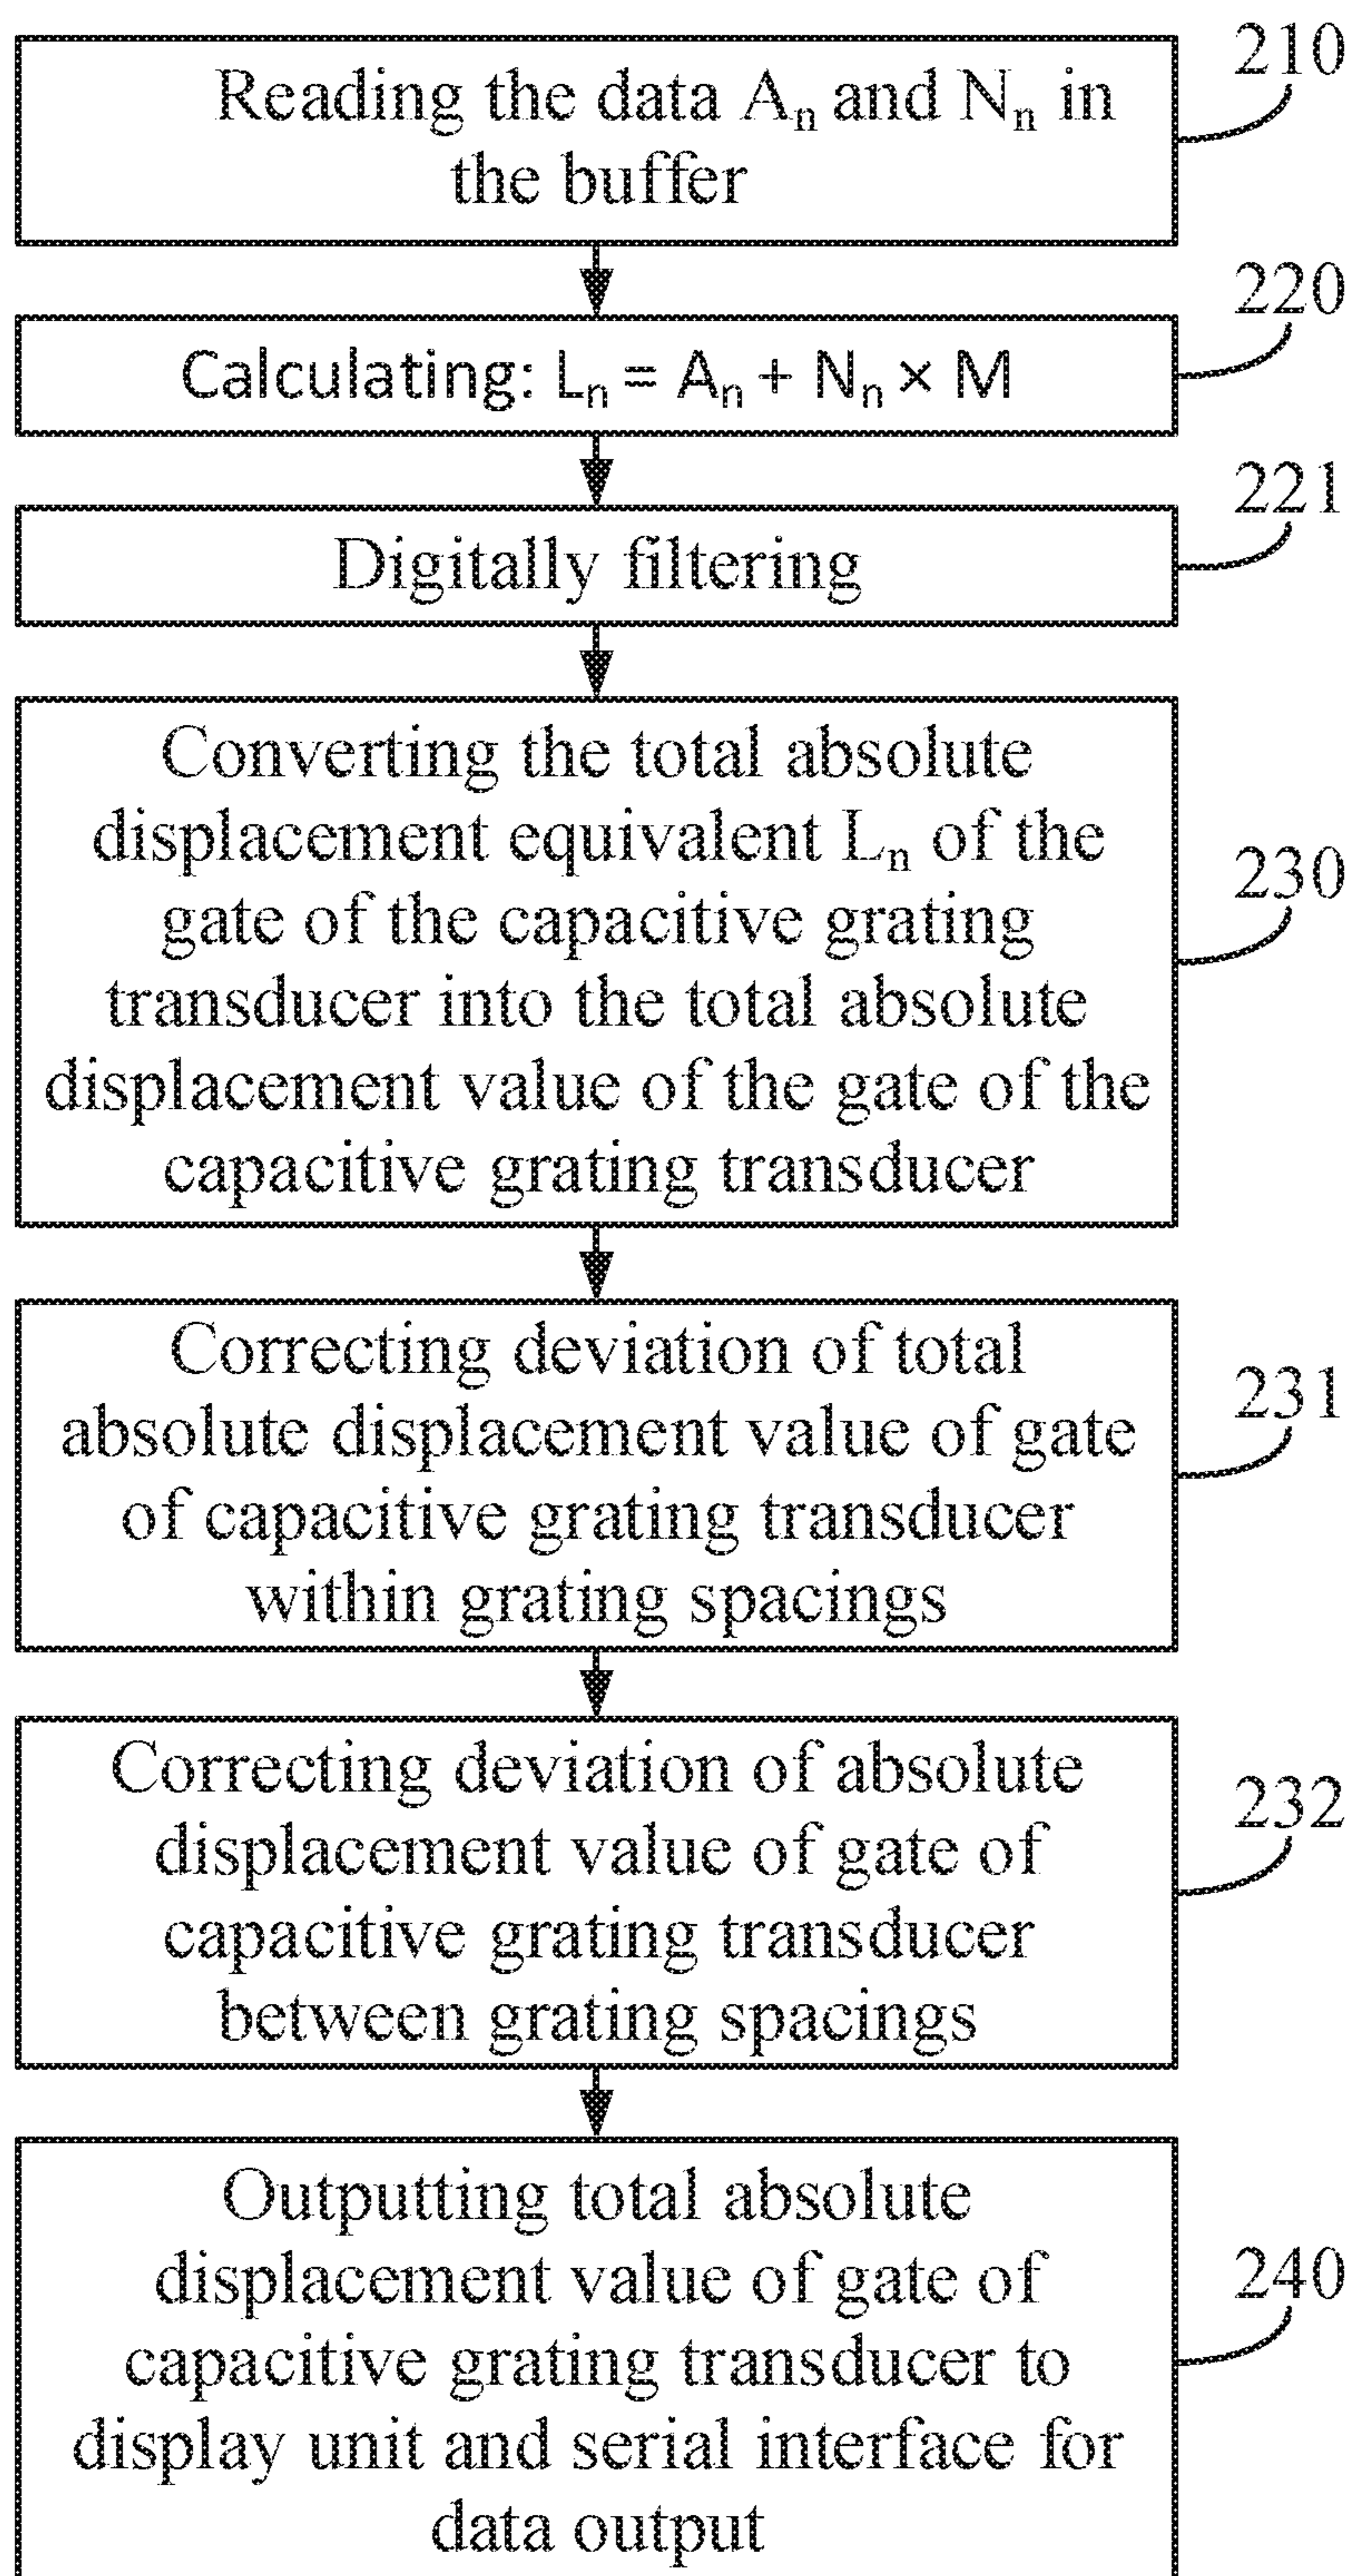 210
Reading the data Aₙ and Nₙ in
the buffer
220
Calculating: Lₙ = Aₙ + Nₙ × M
221
Digitally filtering
Converting the total absolute
displacement equivalent Lₙ of the
230
gate of the capacitive grating
transducer into the total absolute
displacement value of the gate of the
capacitive grating transducer
Correcting deviation of total
231
absolute displacement value of gate
of capacitive grating transducer
within grating spacings
Correcting deviation of absolute
232
displacement value of gate of
capacitive grating transducer
between grating spacings
Outputting total absolute
240
displacement value of gate of
capacitive grating transducer to
display unit and serial interface for
data output